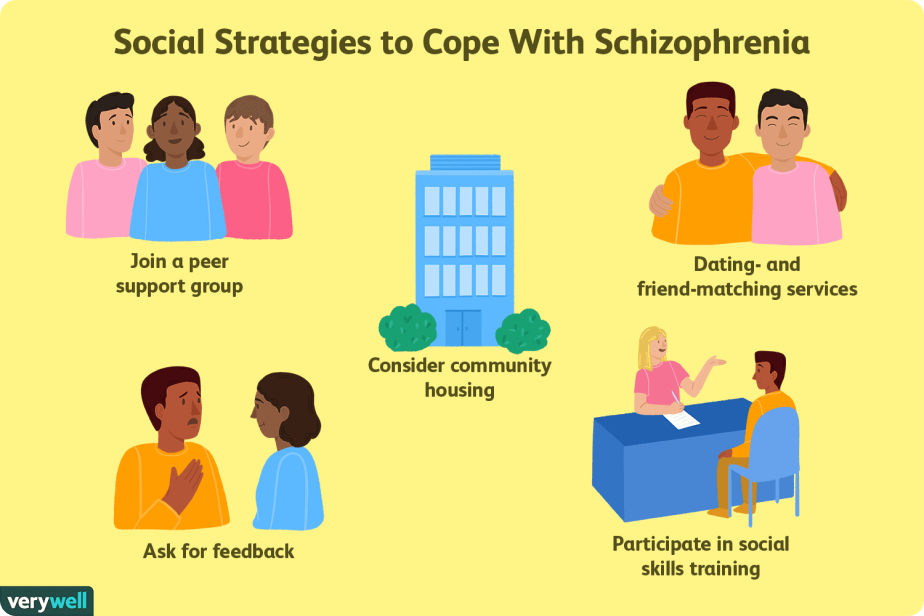 Social Strategies to Cope With Schizophrenia
Join a peer
support group
Dating- and
friend-matching services
Consider community
housing
Ask for feedback
Participate in social
skills training
verywell